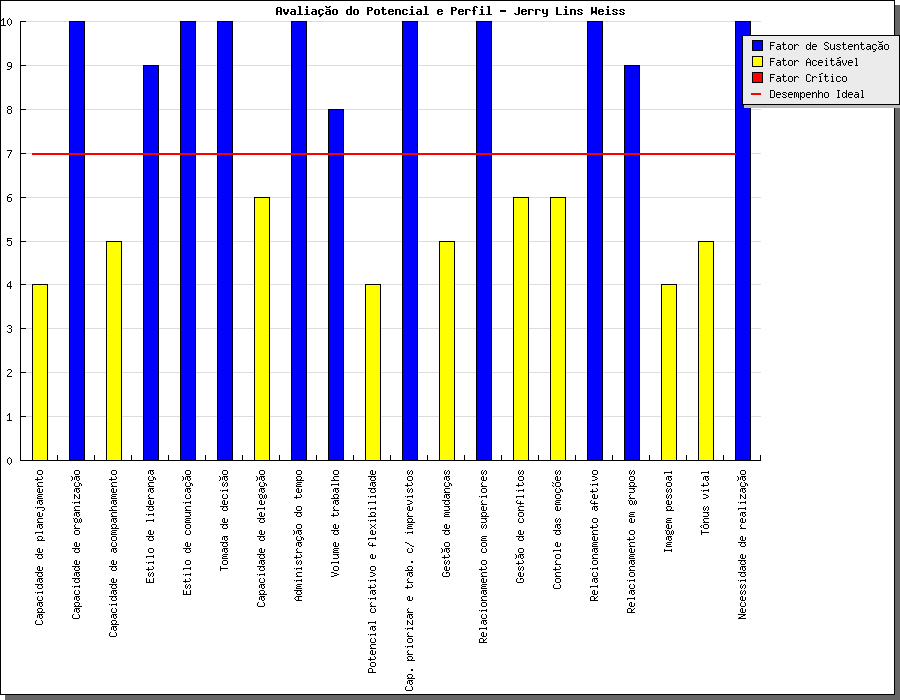 Avaliação do Potencial e Perfil - Jerry Lins Weiss
10
9
8
7
6
5
4
3
2
1
0
Fator de Sustentação
Fator Aceitável
Fator Crítico
Desempenho Ideal
Capacidade de planejamento
Capacidade de organização
Capacidade de acompanhamento
Estilo de liderança
Estilo de comunicação
Tomada de decisão
Capacidade de delegação
Administração do tempo
Volume de trabalho
Potencial criativo e flexibilidade
Cap. priorizar e trab. c/ imprevistos
Gestão de mudanças
Relacionamento com superiores
Gestão de conflitos
Controle das emoções
Relacionamento afetivo
Relacionamento em grupos
Imagem pessoal
Tônus vital
Necessidade de realização